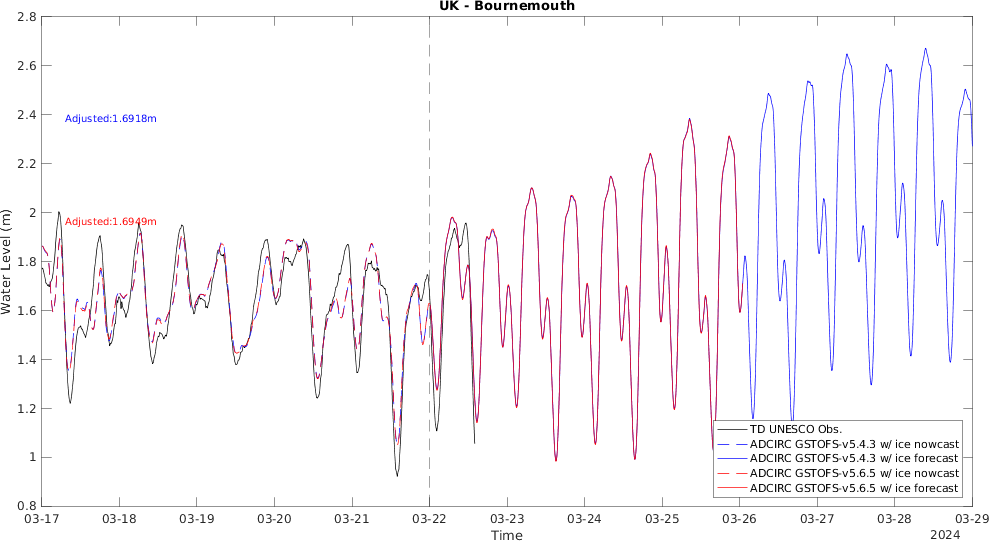 UK - Bournemouth
2.8
2.6
2.4
2.2
2
1.8
1.6
1.4
1.2
1
0.8
Water Level (m)
Adjusted:1.6918m
Adjusted:1.6949m
TD UNESCO Obs.
ADCIRC GSTOFS-v5.4.3 w/ ice nowcast
ADCIRC GSTOFS-v5.4.3 w/ ice forecast
ADCIRC GSTOFS-v5.6.5 w/ ice nowcast
ADCIRC GSTOFS-v5.6.5 w/ ice forecast
03-17 03-18 03-19 03-20 03-21 03-22 03-23 03-24 03-25 03-26 03-27 03-28 03-29
Time
2024